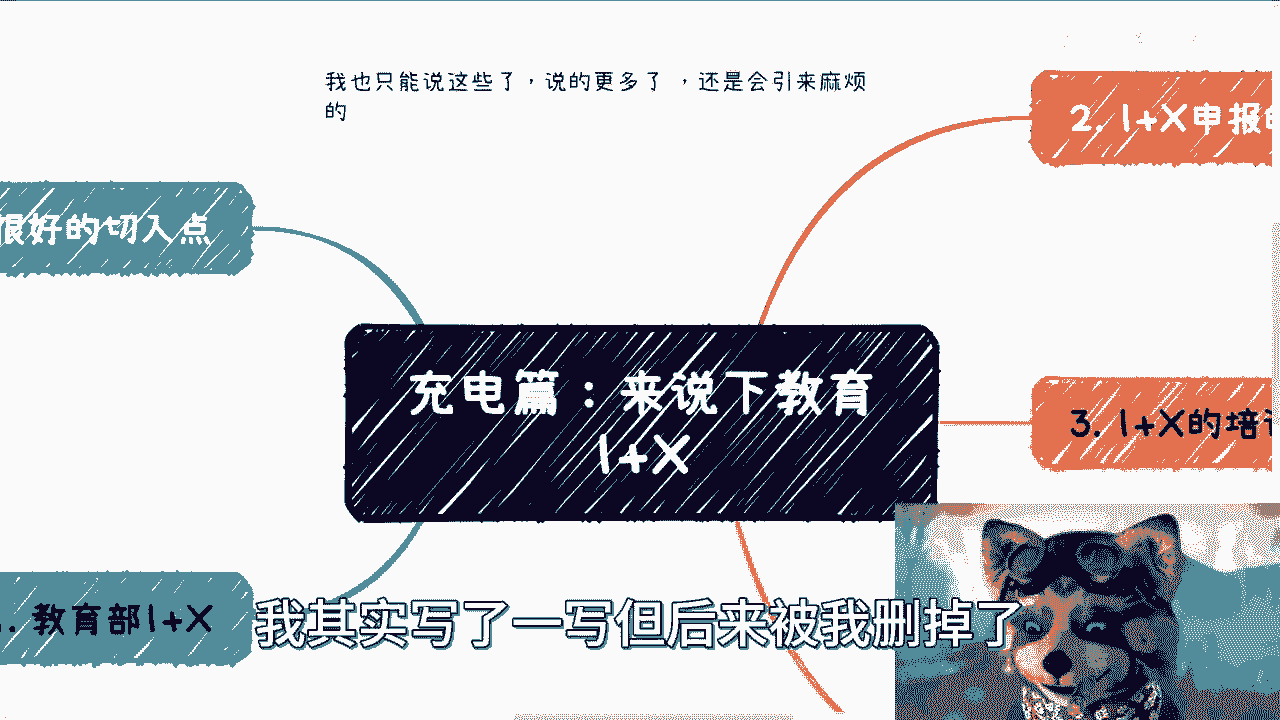 我也只能说这些了，说的更多了 ，还是会引来麻烦
的
2. 1+X申报
很好的切入点
充电篇：来说下教育
1+X
3. 1+X的培
. 教育部1+X
我其实写了一写但后来被我删掉了